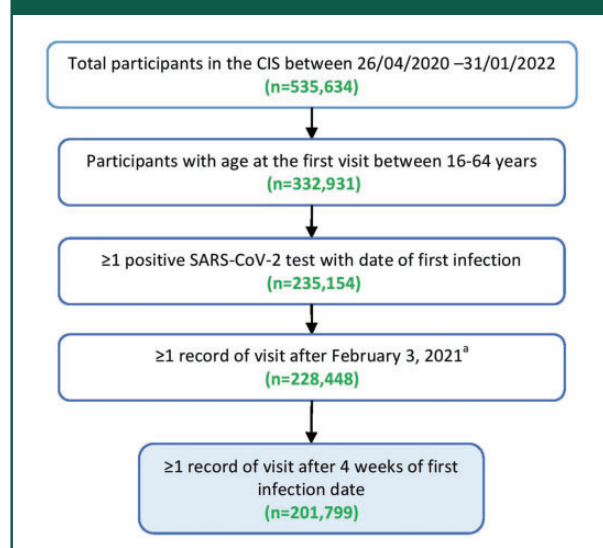 Total participants in the CIS between 26/04/2020 –31/01/2022
(n=535,634)
Participants with age at the first visit between 16-64 years
(n=332,931)
≥1 positive SARS-CoV-2 test with date of first infection
(n=235,154)
≥1 record of visit after February 3, 2021ᵃ
(n=228,448)
≥1 record of visit after 4 weeks of first
infection date
(n=201,799)